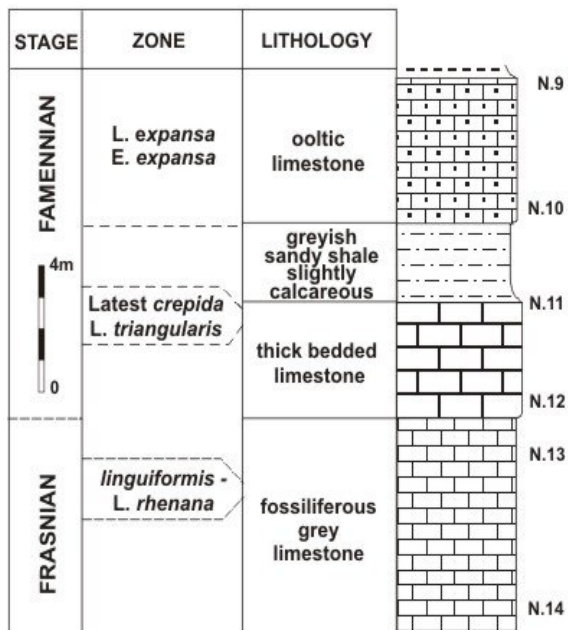 STAGE
ZONE
LITHOLOGY
FAMENNIAN
L. expansa
E. expansa
ooltic
limestone
N.9
N.10
greyish
sandy shale
slightly
calcareous
4m
0
Latest crepida
L. triangularis
thick bedded
limestone
N.11
N.12
FRASNIAN
linguiformis -
L. rhenana
fossiliferous
grey
limestone
N.13
N.14